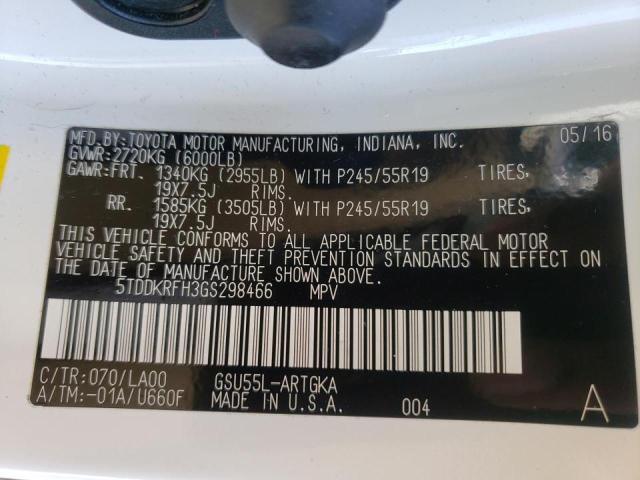 MFD.BY:TOYOTA MOTOR MANUFACTURING, INDIANA, INC. 05/16
GVWR:2720KG (6000LB)
GAWR:FRT. 1340KG (2955LB) WITH P245/55R19 TIRES,
19X7.5J RIMS.
RR. 1585KG (3505LB) WITH P245/55R19 TIRES,
19X7.5J RIMS.
THIS VEHICLE CONFORMS TO ALL APPLICABLE FEDERAL MOTOR
VEHICLE SAFETY AND THEFT PREVENTION STANDARDS IN EFFECT ON
THE DATE OF MANUFACTURE SHOWN ABOVE.
5TDDKRFH3GS298466 MPV
C/TR:070/LA00 GSU55L-ARTGKA
A/TM:-01A/U660F MADE IN U.S.A. 004 A